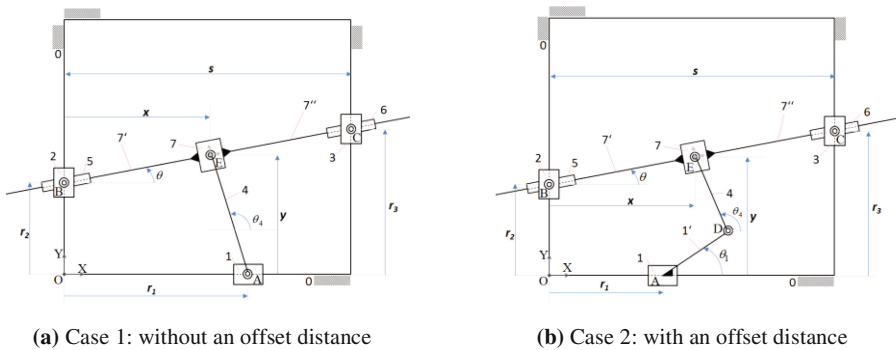 0
s
x
7′′
6
7′
7
C
2
5
E
3
B
θ
4
r₂
θ₄
y
r₃
Y
1
X
O
A
0
r₁
(a) Case 1: without an offset distance
0
s
7′′
6
7′
7
C
2
5
E
3
B
θ
4
x
r₂
θ₄
y
r₃
D
1′
Y
1
θ₁
X
O
A
0
r₁
(b) Case 2: with an offset distance